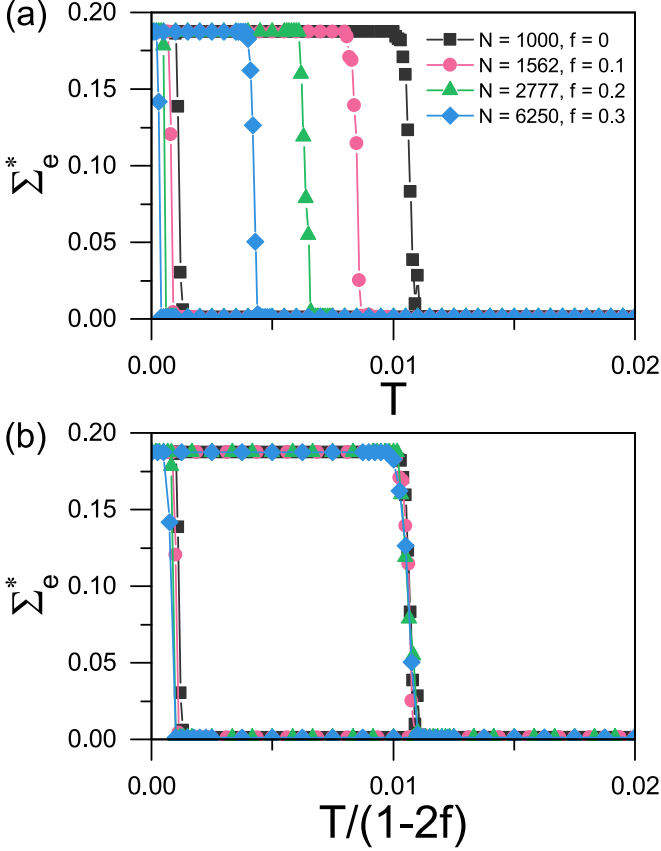 (a)
0.20
0.15
0.10
0.05
0.00
Σ*e
N = 1000, f = 0
N = 1562, f = 0.1
N = 2777, f = 0.2
N = 6250, f = 0.3
0.00 0.01 0.02
T
(b)
0.20
0.15
0.10
0.05
0.00
Σ*e
0.00 0.01 0.02
T/(1-2f)